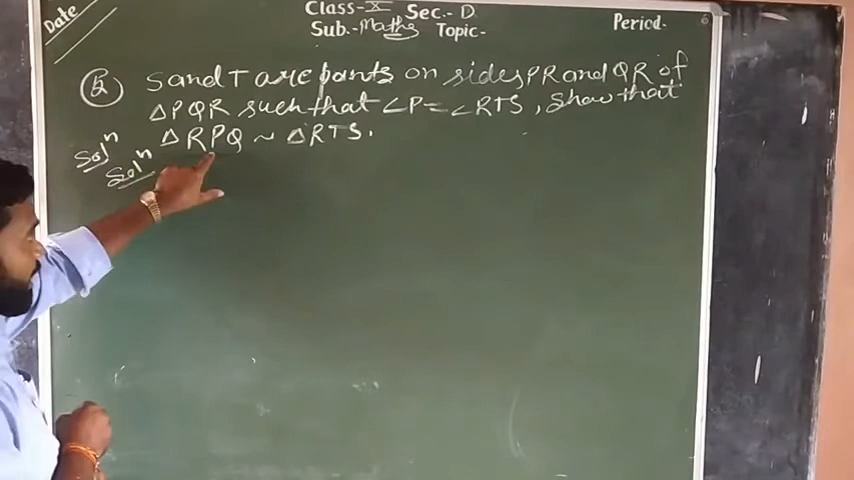 Date
Class- X Sec.- D
Sub.- Maths Topic-
Period-
(5) S and T are points on sides PR and QR of
△PQR such that ∠P = ∠RTS, Show that
△RPQ ~ △RTS.
Solⁿ
Solⁿ